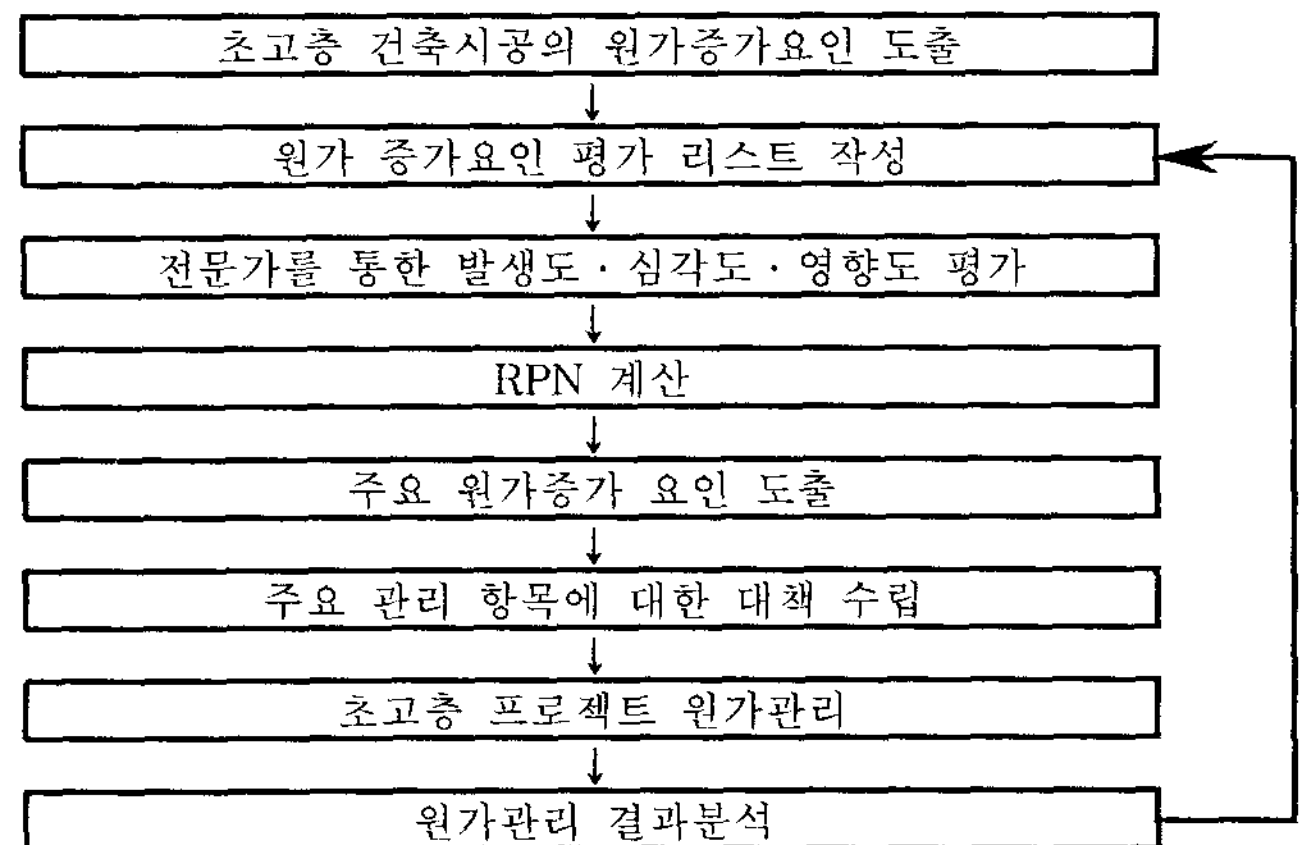 초고층 건축시공의 원가증가요인 도출
원가 증가요인 평가 리스트 작성
전문가를 통한 발생도·심각도·영향도 평가
RPN 계산
주요 원가증가 요인 도출
주요 관리 항목에 대한 대책 수립
초고층 프로젝트 원가관리
원가관리 결과분석